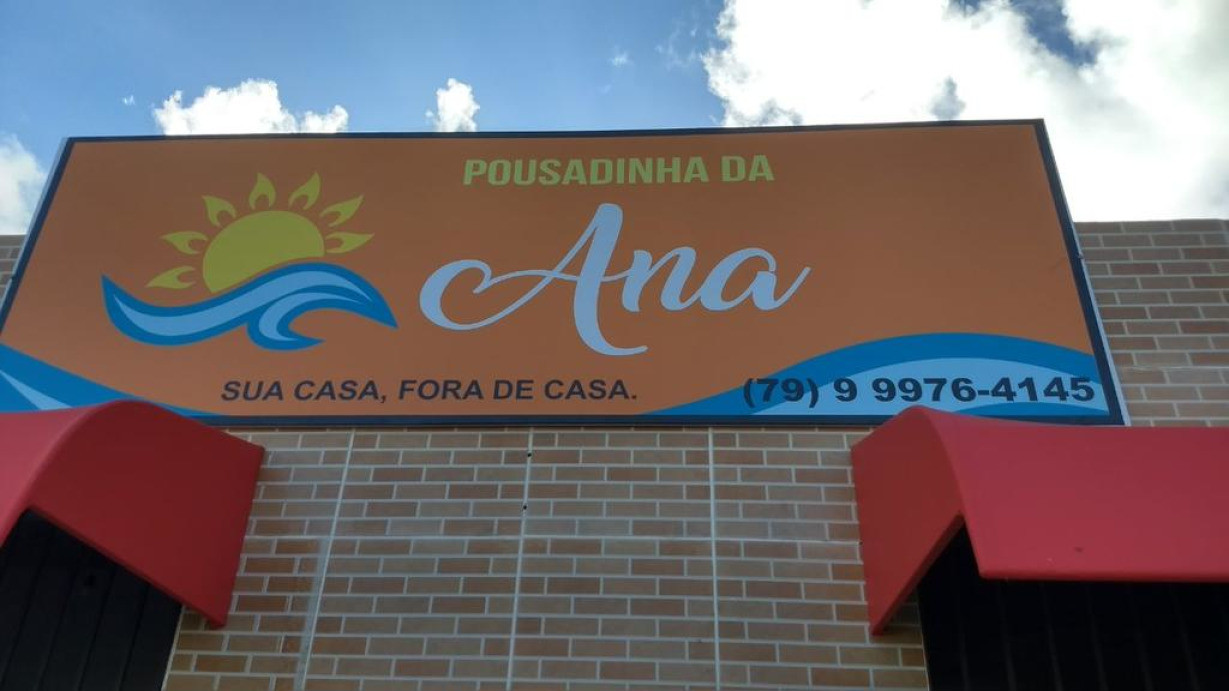 POUSADINHA DA
Ana
SUA CASA, FORA DE CASA.
(79) 9 9976-4145